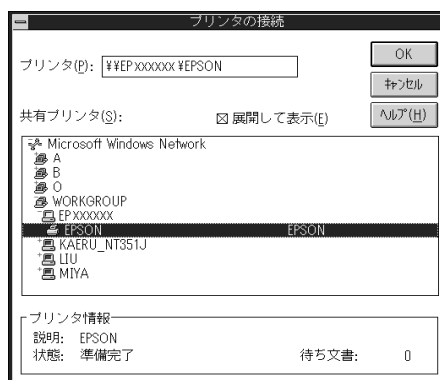 プリンタの接続
プリンタ(P): ¥¥EPXXXXXX¥EPSON
OK
キャンセル
共有プリンタ(S): ☒ 展開して表示(E)
ヘルプ(H)
Microsoft Windows Network
A
B
O
WORKGROUP
EPXXXXXX
EPSON EPSON
KAERU_NT351J
LIU
MIYA
プリンタ情報
説明: EPSON
状態: 準備完了 待ち文書: 0